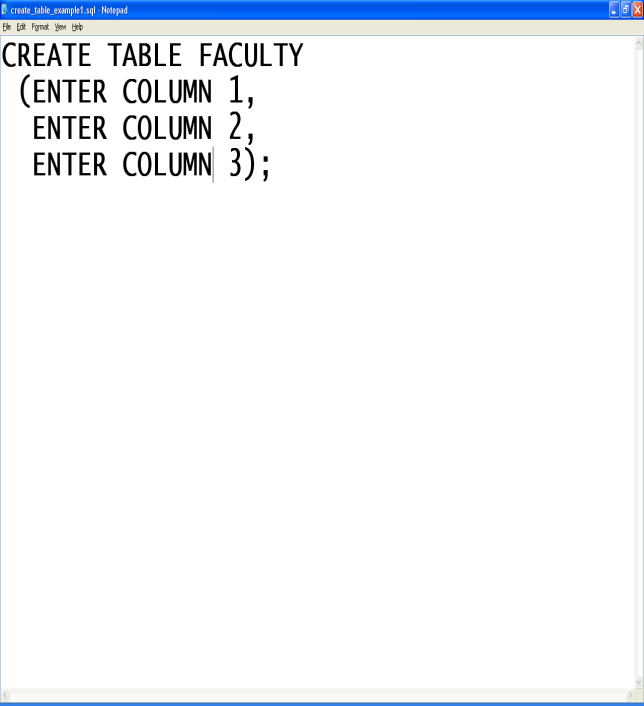 create_table_example1.sql - Notepad
File Edit Format View Help
CREATE TABLE FACULTY
(ENTER COLUMN 1,
ENTER COLUMN 2,
ENTER COLUMN 3);